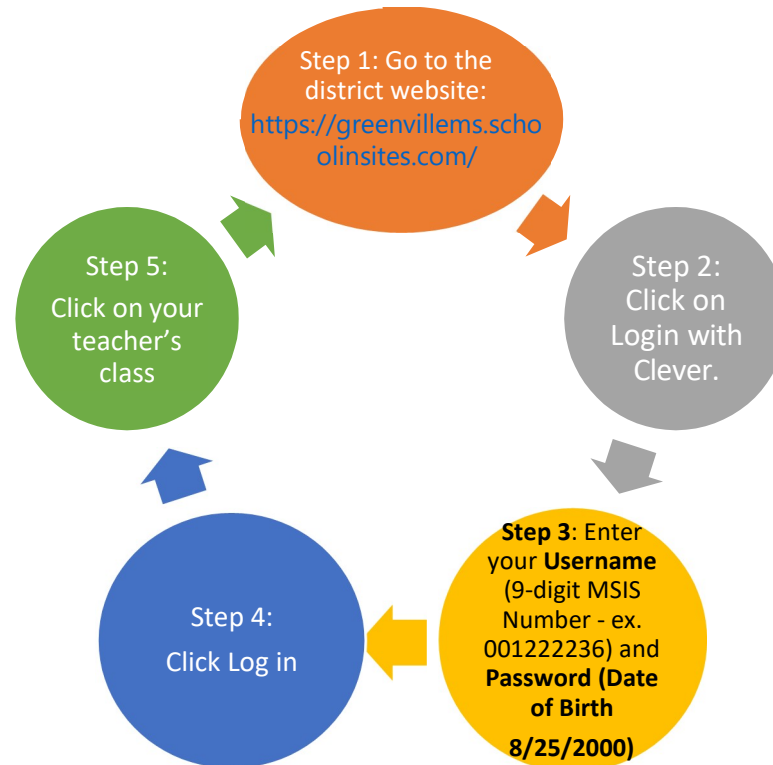 Step 1: Go to the
district website:
https://greenvillems.scho
olinsites.com/
Step 2:
Click on
Login with
Clever.
Step 3: Enter
your Username
(9-digit MSIS
Number - ex.
001222236) and
Password (Date
of Birth
8/25/2000)
Step 4:
Click Log in
Step 5:
Click on your
teacher’s
class